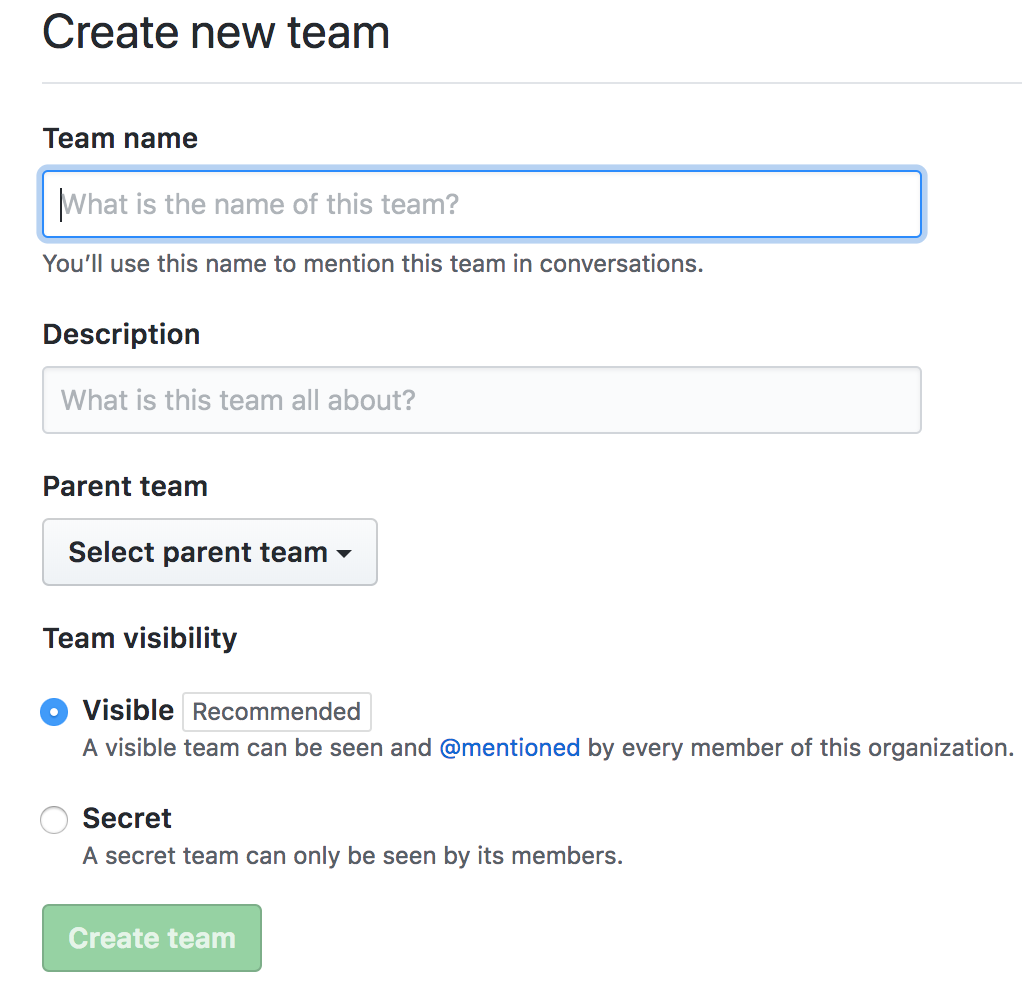 Create new team
Team name
What is the name of this team?
You’ll use this name to mention this team in conversations.
Description
What is this team all about?
Parent team
Select parent team
Team visibility
Visible Recommended
A visible team can be seen and @mentioned by every member of this organization.
Secret
A secret team can only be seen by its members.
Create team